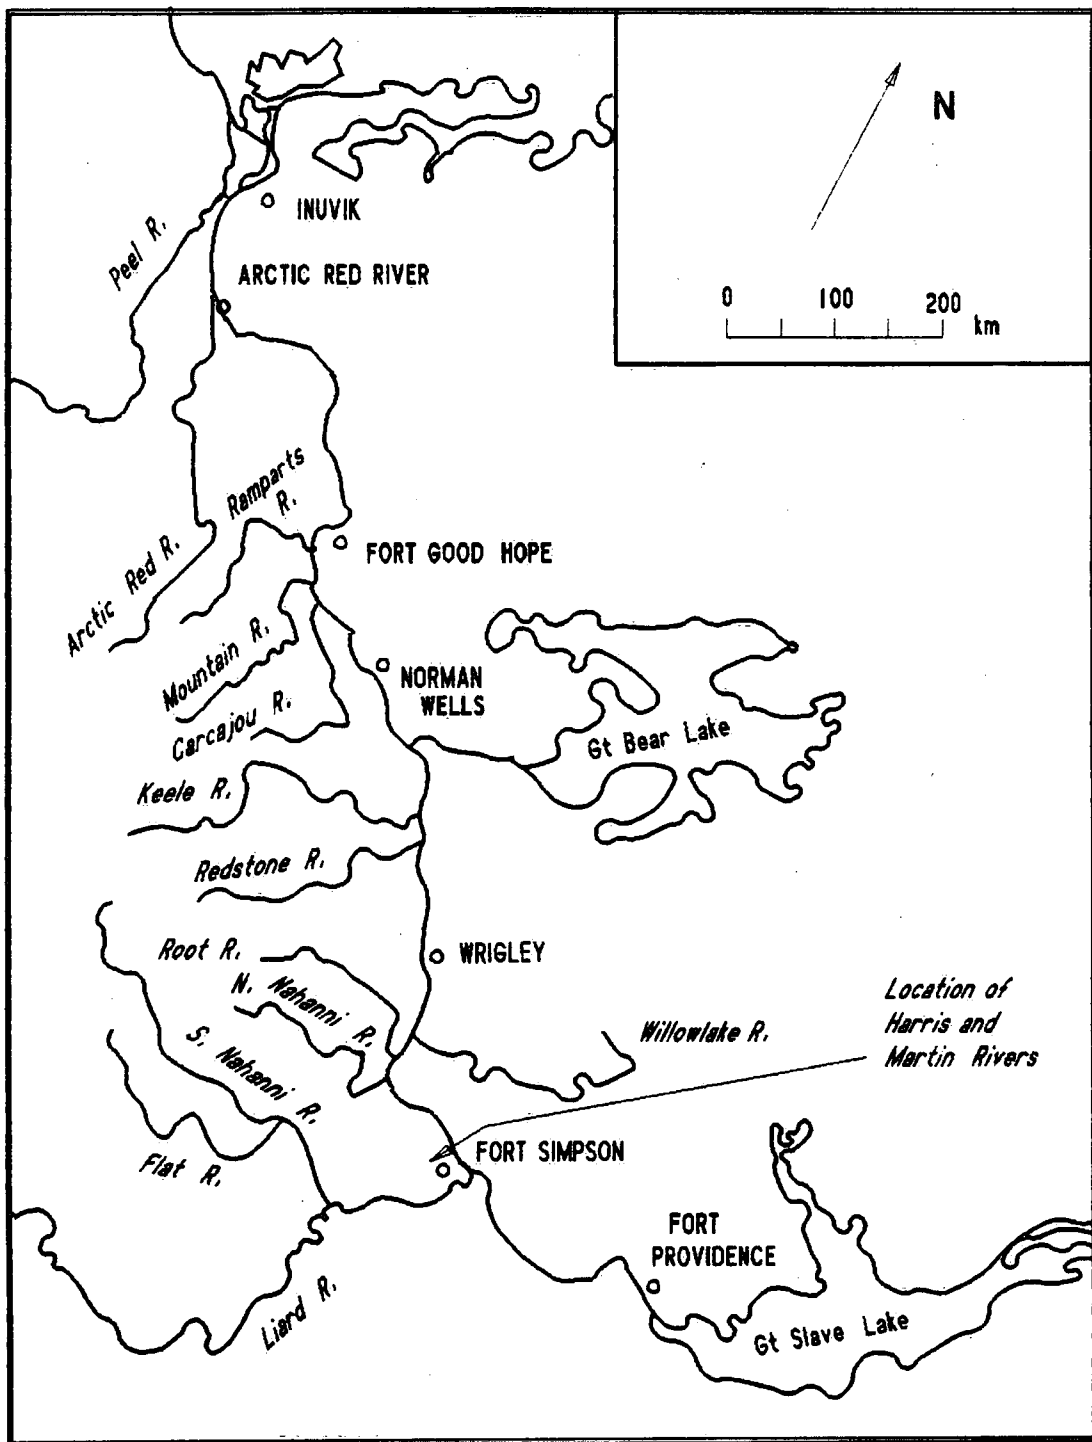 N
0 100 200
km
INUVIK
Peel R.
ARCTIC RED RIVER
Ramparts
R.
Arctic Red R.
FORT GOOD HOPE
Mountain R.
NORMAN
WELLS
Carcajou R.
Gt Bear Lake
Keele R.
Redstone R.
Root R.
WRIGLEY
N. Nahanni R.
Location of
Harris and
Martin Rivers
Willowlake R.
S. Nahanni R.
FORT SIMPSON
Flat R.
FORT
PROVIDENCE
Liard R.
Gt Slave Lake